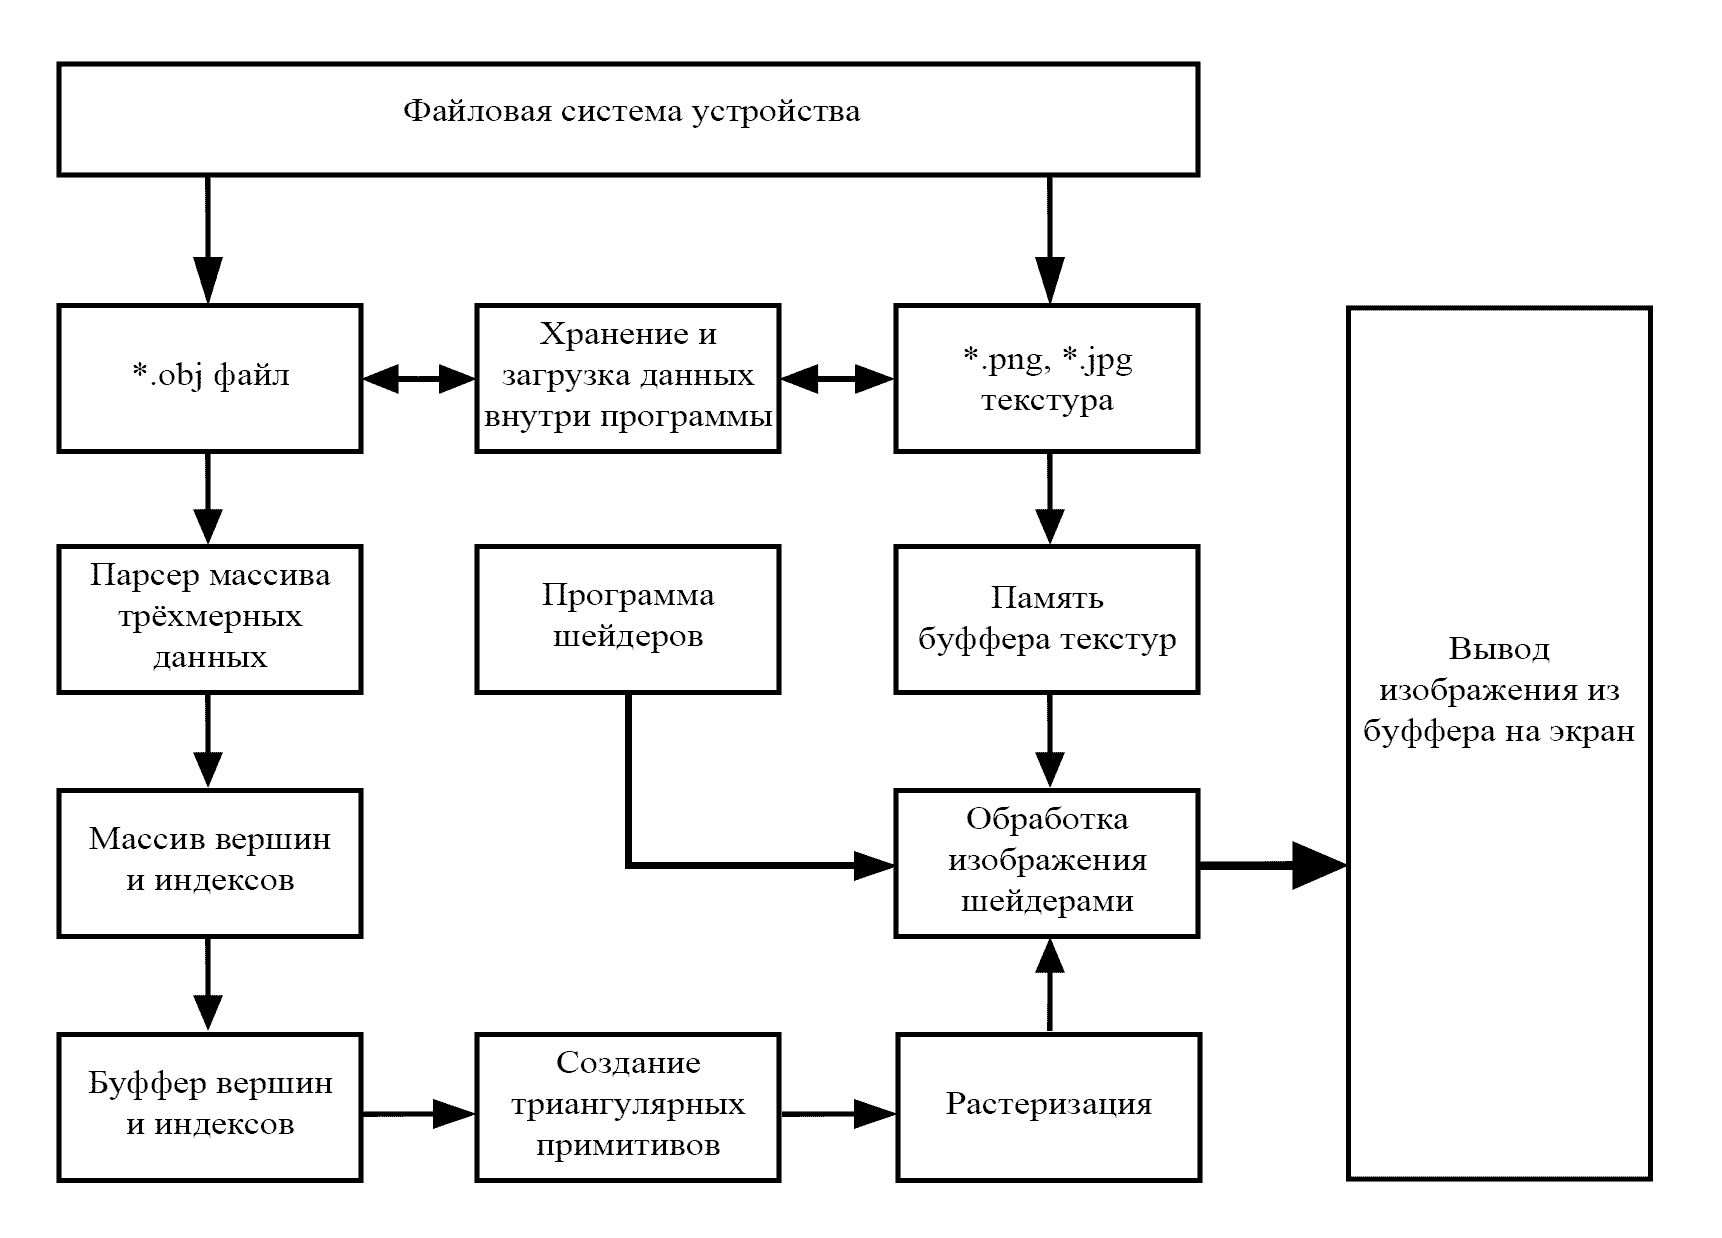 Файловая система устройства
*.obj файл
Хранение и
загрузка данных
внутри программы
*.png, *.jpg
текстура
Парсер массива
трёхмерных
данных
Программа
шейдеров
Память
буффера текстур
Вывод
изображения из
буффера на экран
Массив вершин
и индексов
Обработка
изображения
шейдерами
Буффер вершин
и индексов
Создание
триангулярных
примитивов
Растеризация